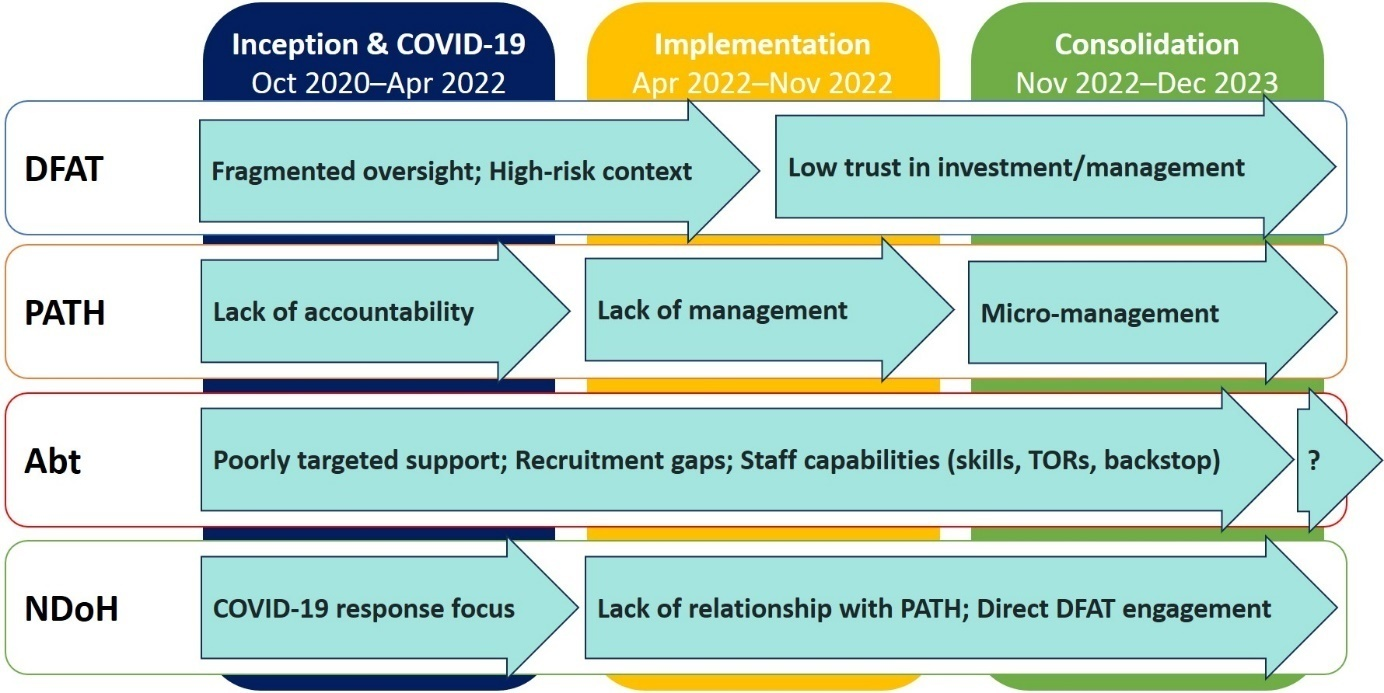 Inception & COVID-19
Oct 2020–Apr 2022
Implementation
Apr 2022–Nov 2022
Consolidation
Nov 2022–Dec 2023
DFAT
Fragmented oversight; High-risk context
Low trust in investment/management
PATH
Lack of accountability
Lack of management
Micro-management
Abt
Poorly targeted support; Recruitment gaps; Staff capabilities (skills, TORs, backstop)
?
NDoH
COVID-19 response focus
Lack of relationship with PATH; Direct DFAT engagement